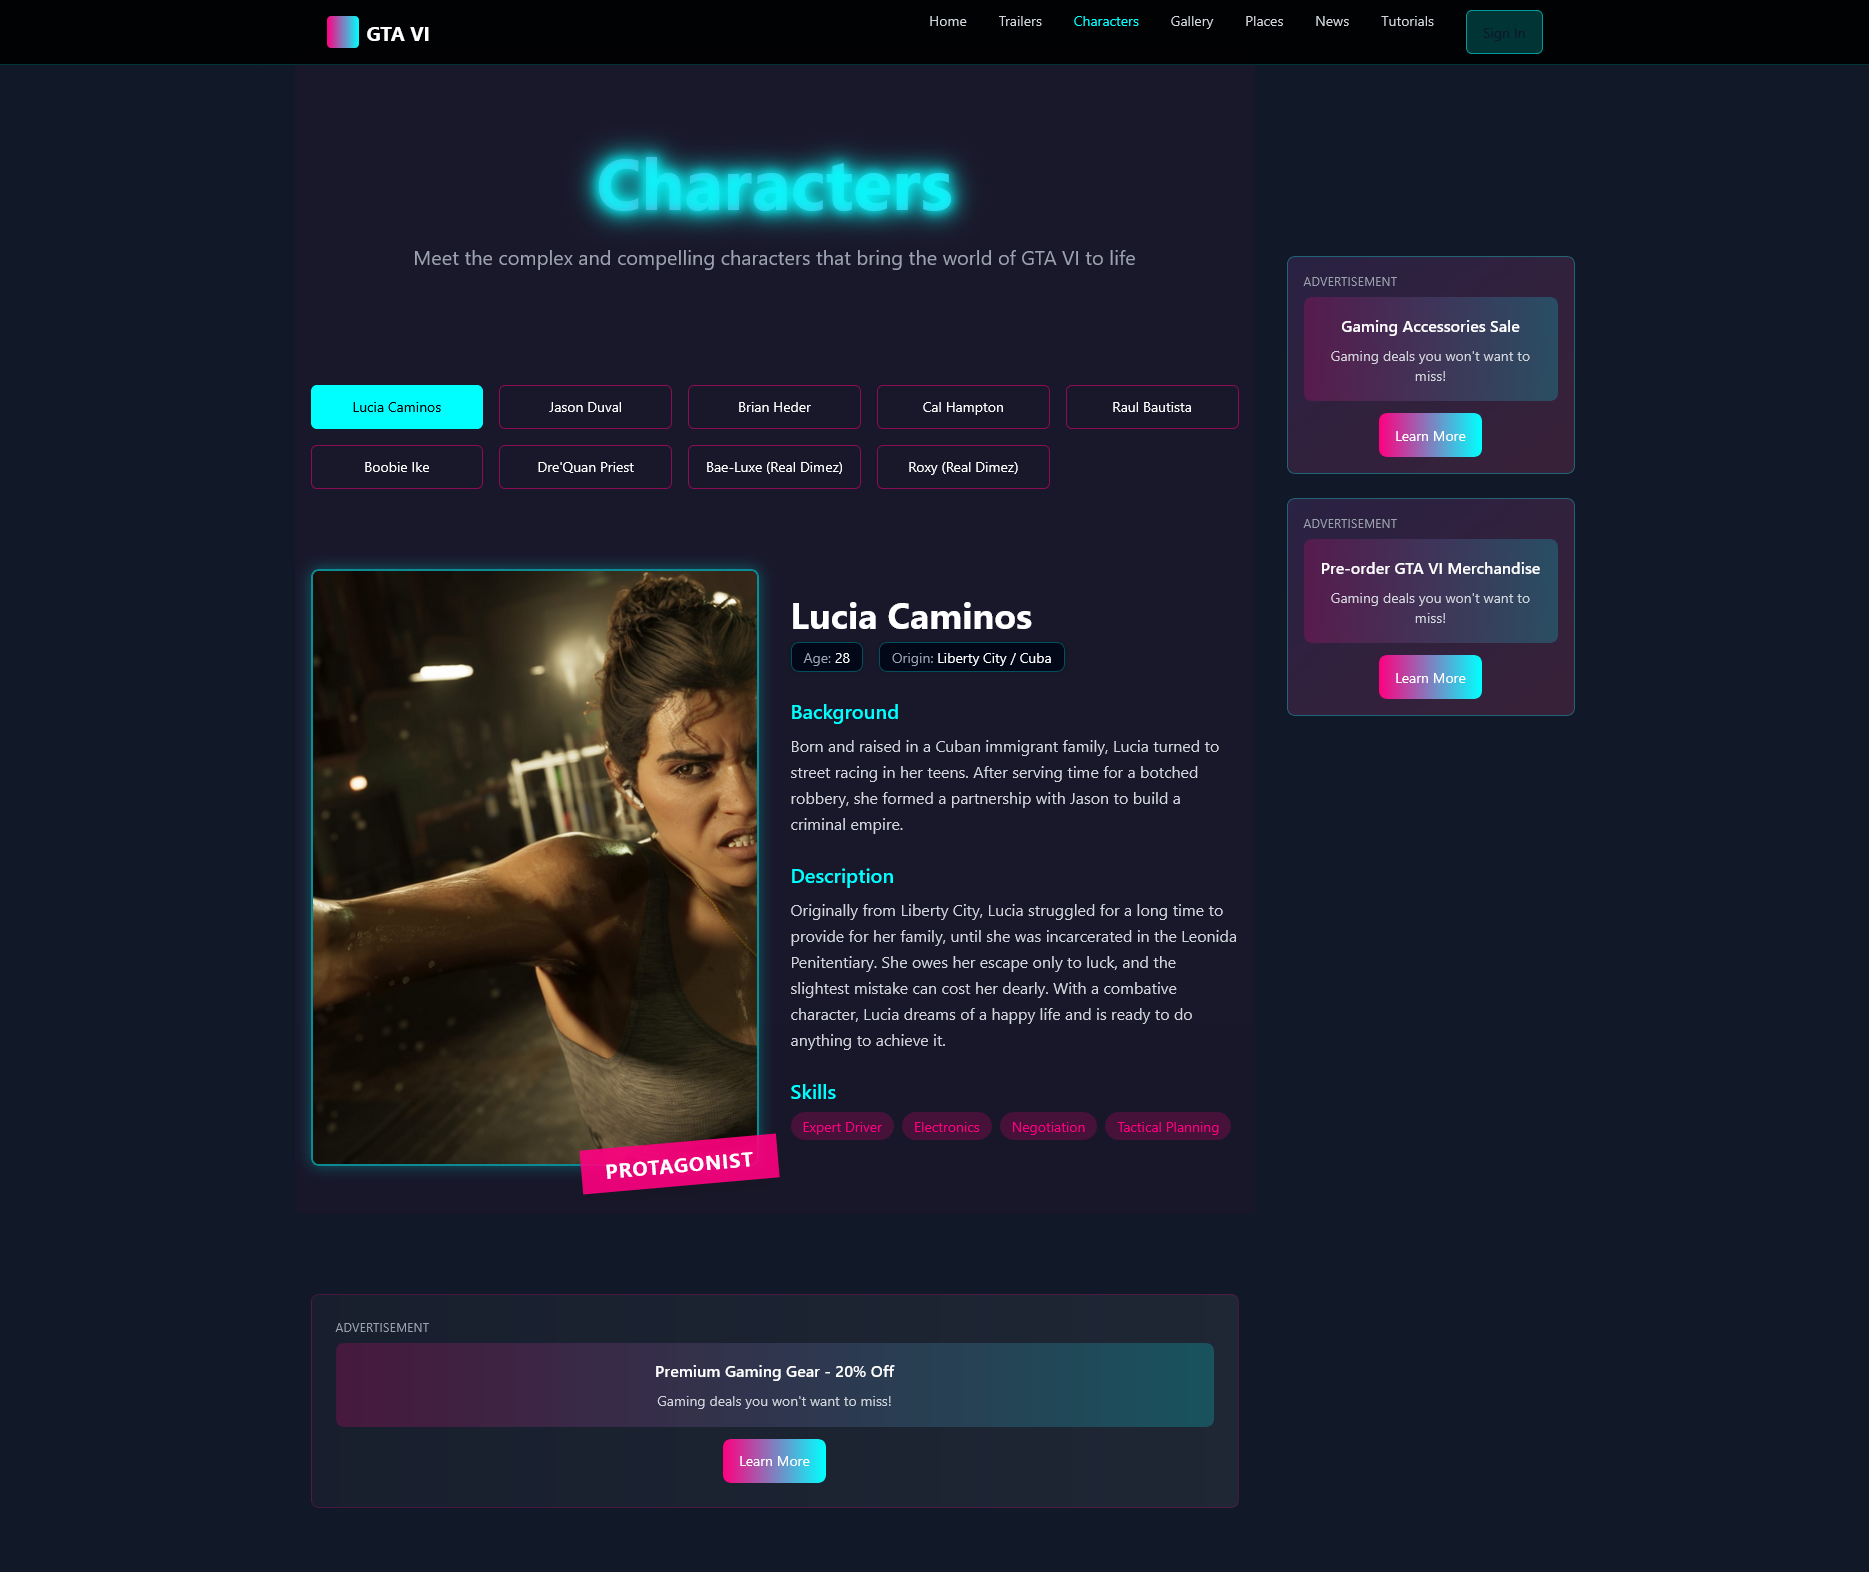 GTA VI
Home
Trailers
Characters
Gallery
Places
News
Tutorials
Sign In
Characters
Meet the complex and compelling characters that bring the world of GTA VI to life
Lucia Caminos
Jason Duval
Brian Heder
Cal Hampton
Raul Bautista
Boobie Ike
Dre'Quan Priest
Bae-Luxe (Real Dimez)
Roxy (Real Dimez)
Lucia Caminos
Age: 28
Origin: Liberty City / Cuba
Background
Born and raised in a Cuban immigrant family, Lucia turned to
street racing in her teens. After serving time for a botched
robbery, she formed a partnership with Jason to build a
criminal empire.
Description
Originally from Liberty City, Lucia struggled for a long time to
provide for her family, until she was incarcerated in the Leonida
Penitentiary. She owes her escape only to luck, and the
slightest mistake can cost her dearly. With a combative
character, Lucia dreams of a happy life and is ready to do
anything to achieve it.
Skills
Expert Driver
Electronics
Negotiation
Tactical Planning
PROTAGONIST
ADVERTISEMENT
Gaming Accessories Sale
Gaming deals you won't want to
miss!
Learn More
ADVERTISEMENT
Pre-order GTA VI Merchandise
Gaming deals you won't want to
miss!
Learn More
ADVERTISEMENT
Premium Gaming Gear - 20% Off
Gaming deals you won't want to miss!
Learn More